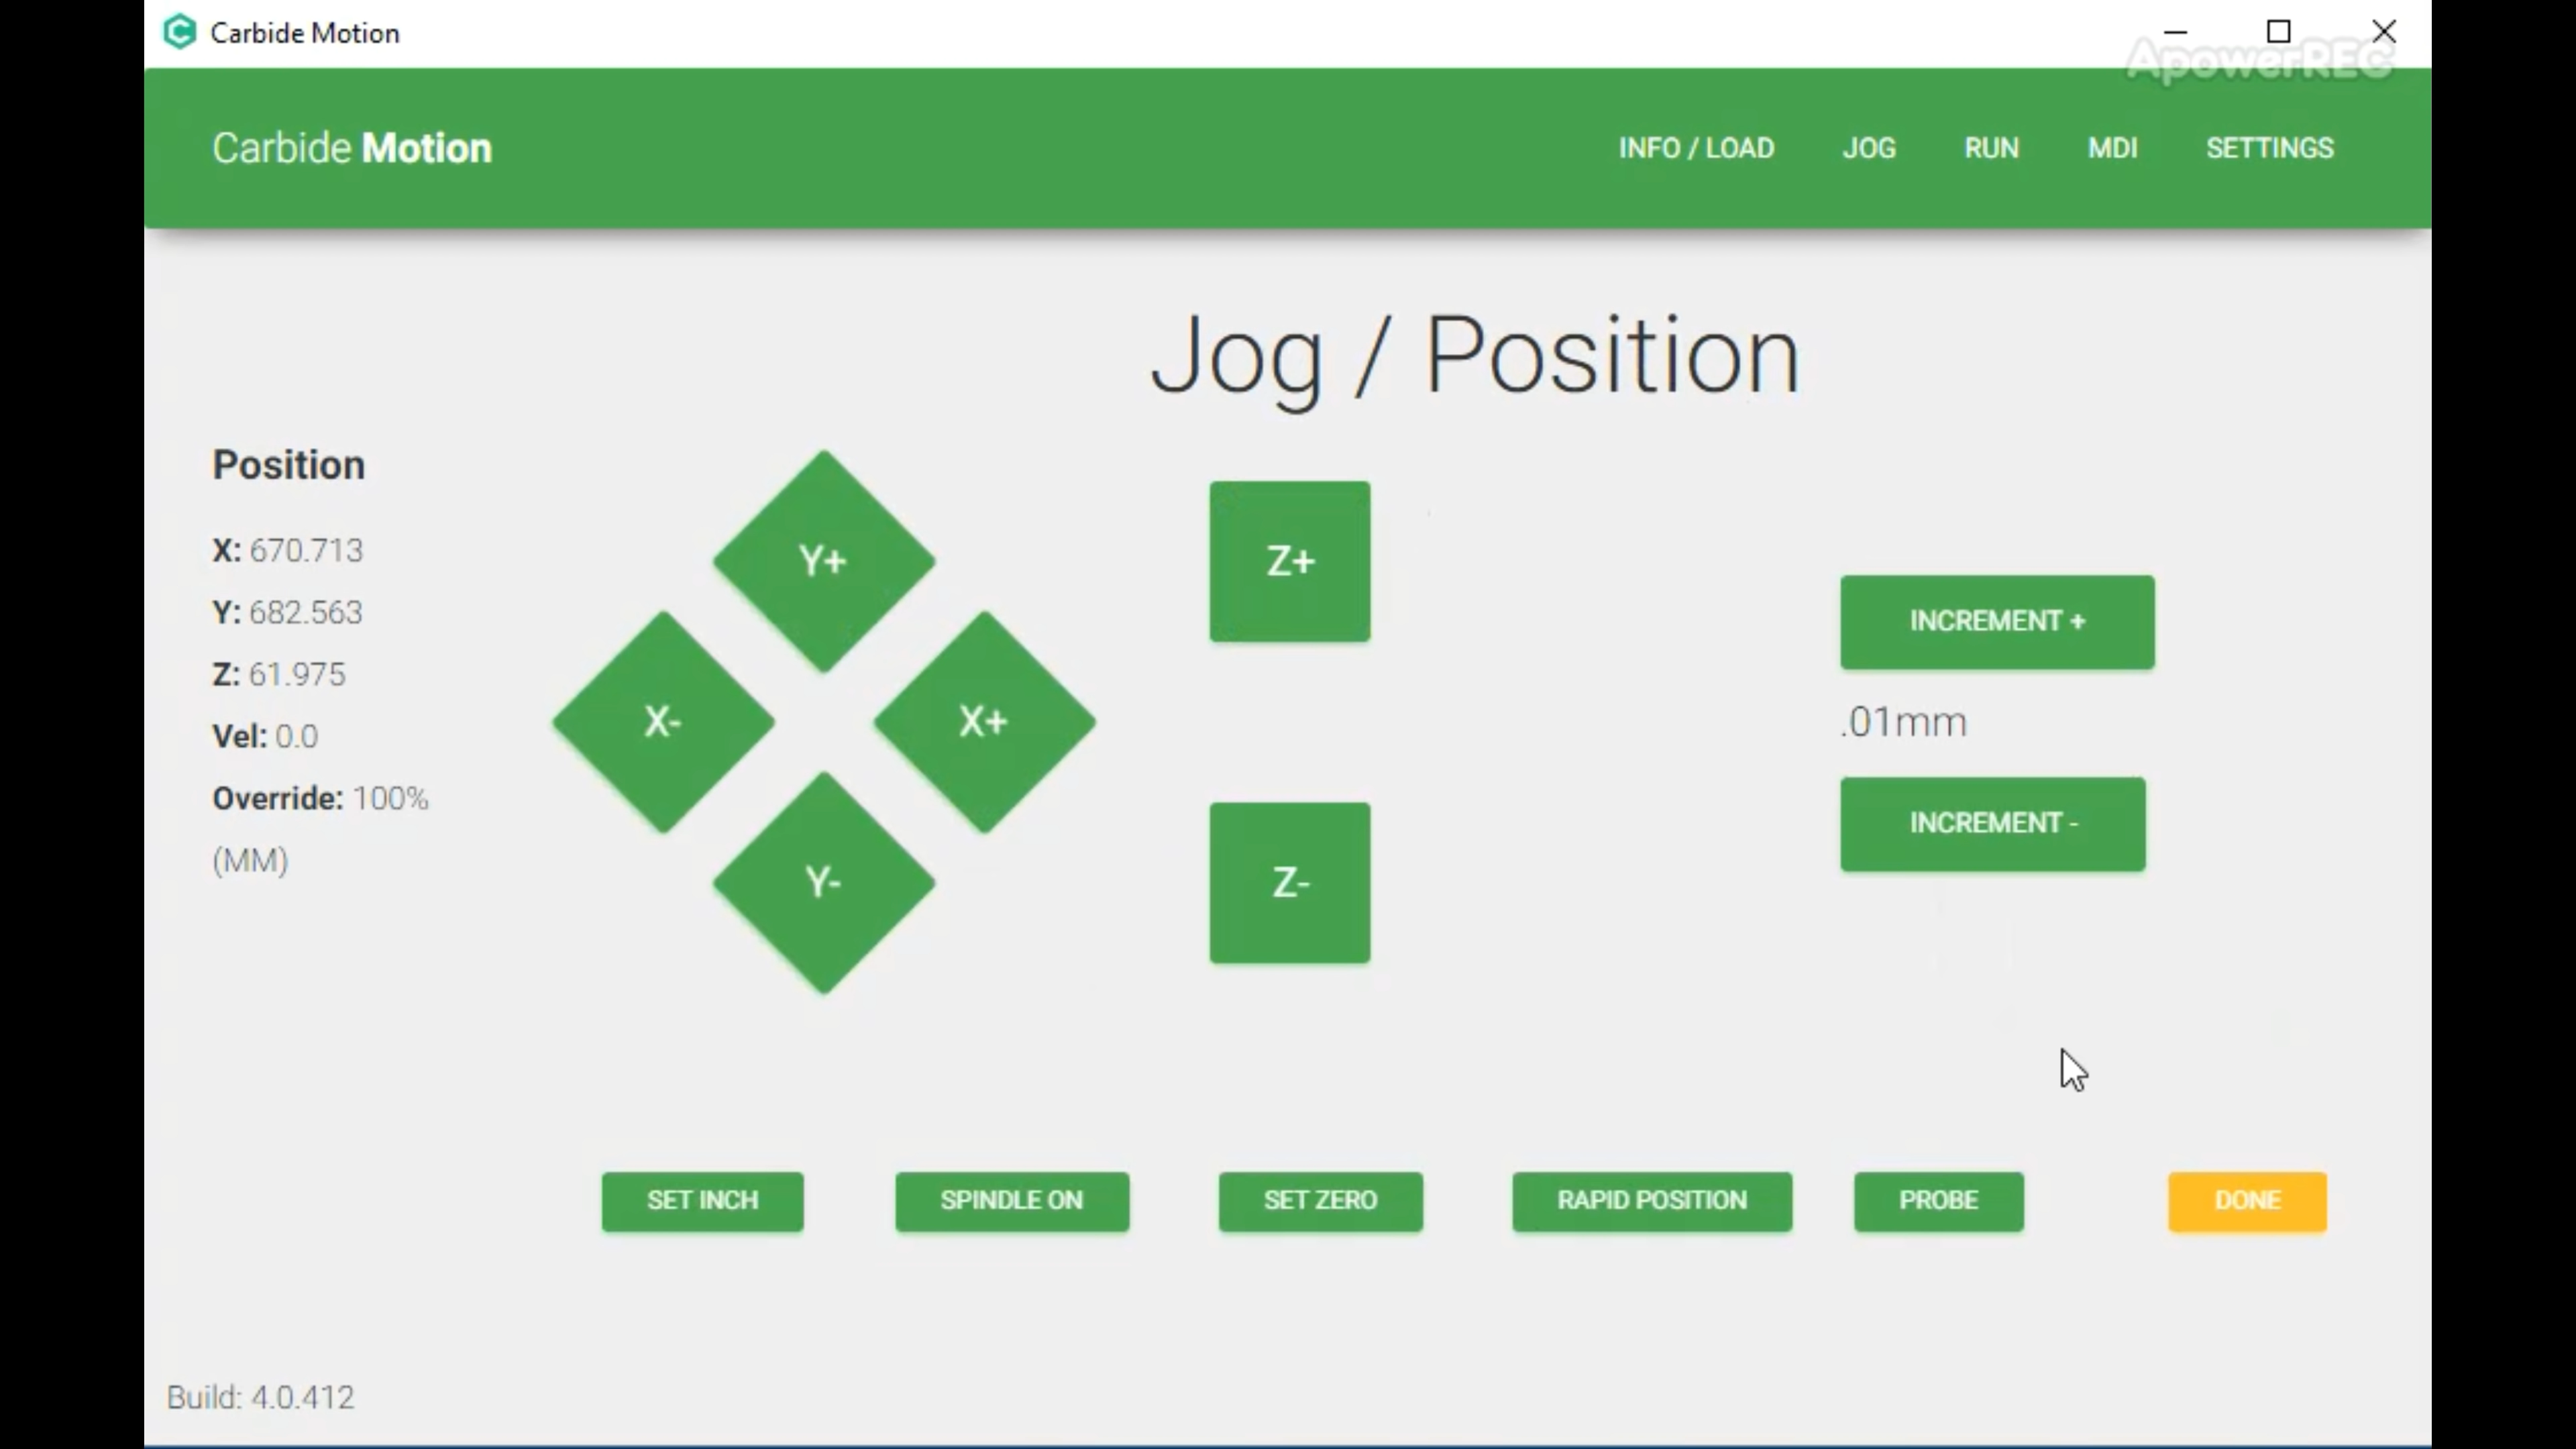 Carbide Motion
ApowerREC
Carbide Motion
INFO / LOAD JOG RUN MDI SETTINGS
Jog / Position
Position
X: 670.713
Y: 682.563
Z: 61.975
Vel: 0.0
Override: 100%
(MM)
Y+
X-
X+
Y-
Z+
Z-
INCREMENT +
.01mm
INCREMENT -
SET INCH SPINDLE ON SET ZERO RAPID POSITION PROBE DONE
Build: 4.0.412